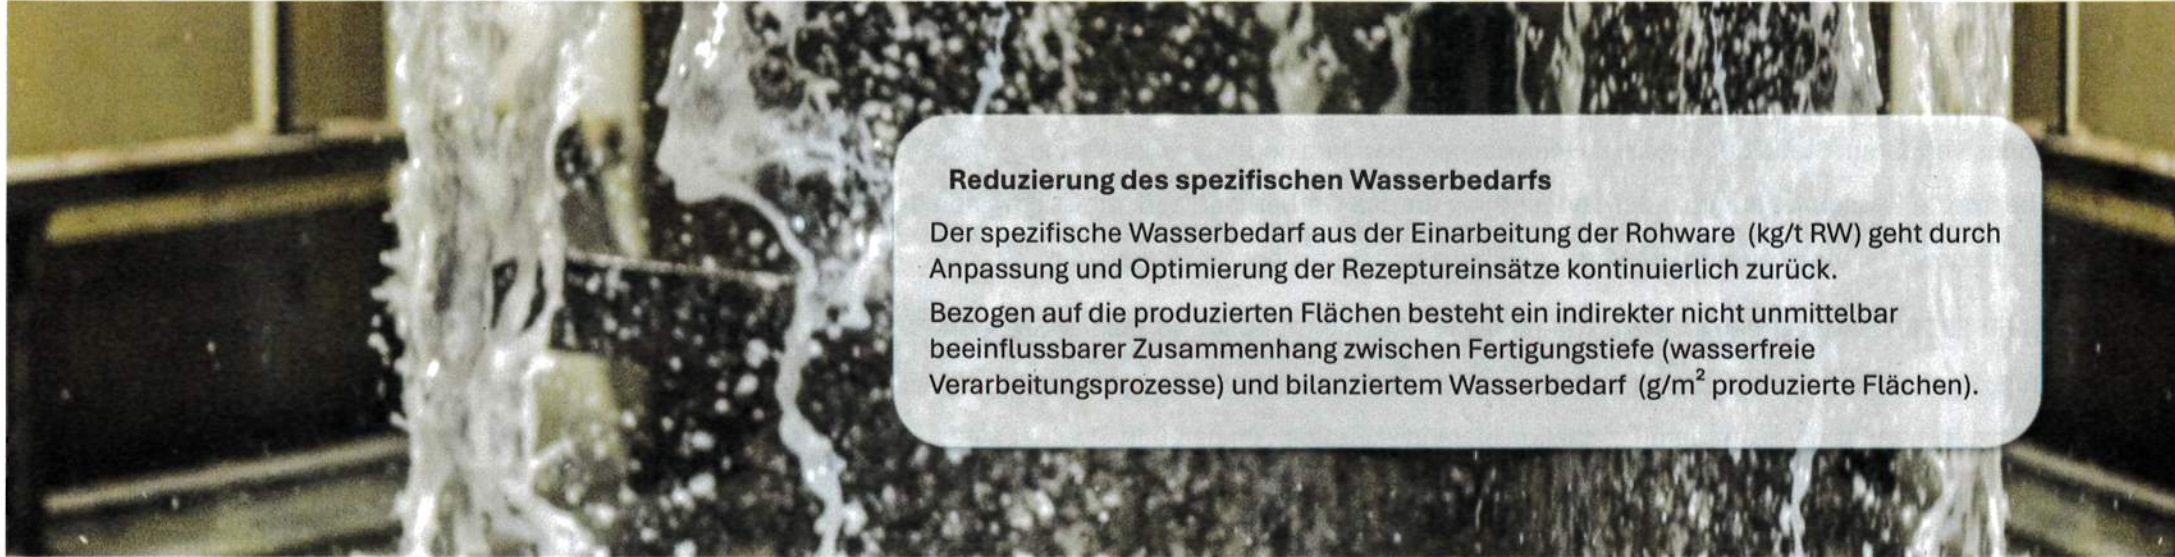 Reduzierung des spezifischen Wasserbedarfs
Der spezifische Wasserbedarf aus der Einarbeitung der Rohware (kg/t RW) geht durch
Anpassung und Optimierung der Rezeptureinsätze kontinuierlich zurück.
Bezogen auf die produzierten Flächen besteht ein indirekter nicht unmittelbar
beeinflussbarer Zusammenhang zwischen Fertigungstiefe (wasserfreie
Verarbeitungsprozesse) und bilanziertem Wasserbedarf (g/m² produzierte Flächen).